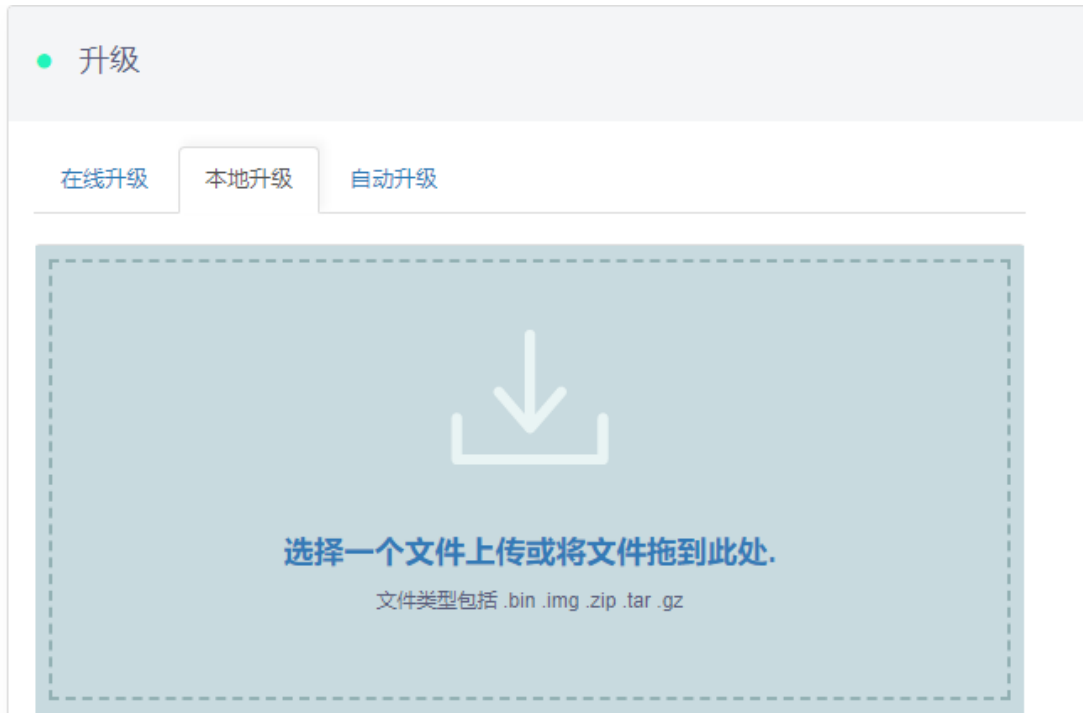 升级
在线升级 本地升级 自动升级
选择一个文件上传或将文件拖到此处.
文件类型包括 .bin .img .zip .tar .gz